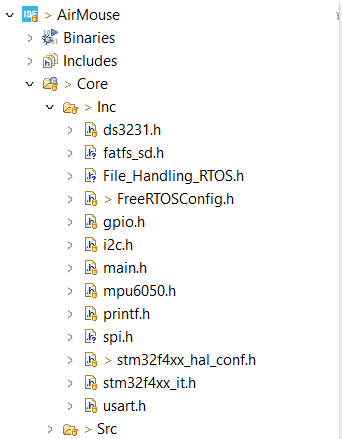 IDE > AirMouse
Binaries
Includes
> Core
> Inc
ds3231.h
fatfs_sd.h
File_Handling_RTOS.h
> FreeRTOSConfig.h
gpio.h
i2c.h
main.h
mpu6050.h
printf.h
spi.h
> stm32f4xx_hal_conf.h
stm32f4xx_it.h
usart.h
> Src